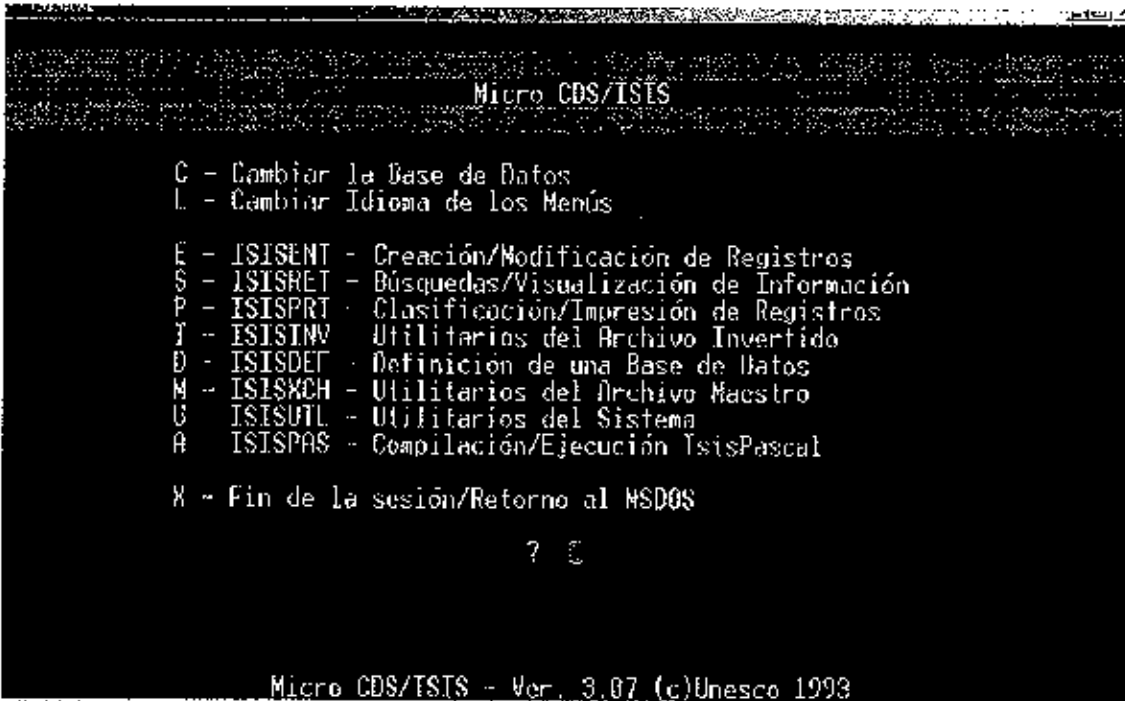 Micro CDS/ISIS
C - Cambiar la Base de Datos
L - Cambiar Idioma de los Menús
E - ISISENT - Creación/Modificación de Registros
S - ISISRET - Búsquedas/Visualización de Información
P - ISISPRT - Clasificación/Impresión de Registros
I - ISISINV - Utilitarios del Archivo Invertido
D - ISISDEF - Definición de una Base de Datos
M - ISISXCH - Utilitarios del Archivo Maestro
U ISISUTL - Utilitarios del Sistema
A ISISPAS - Compilación/Ejecución IsisPascal
X - Fin de la sesión/Retorno al MSDOS
? C
Micro CDS/ISIS - Ver. 3.07 (c)Unesco 1993